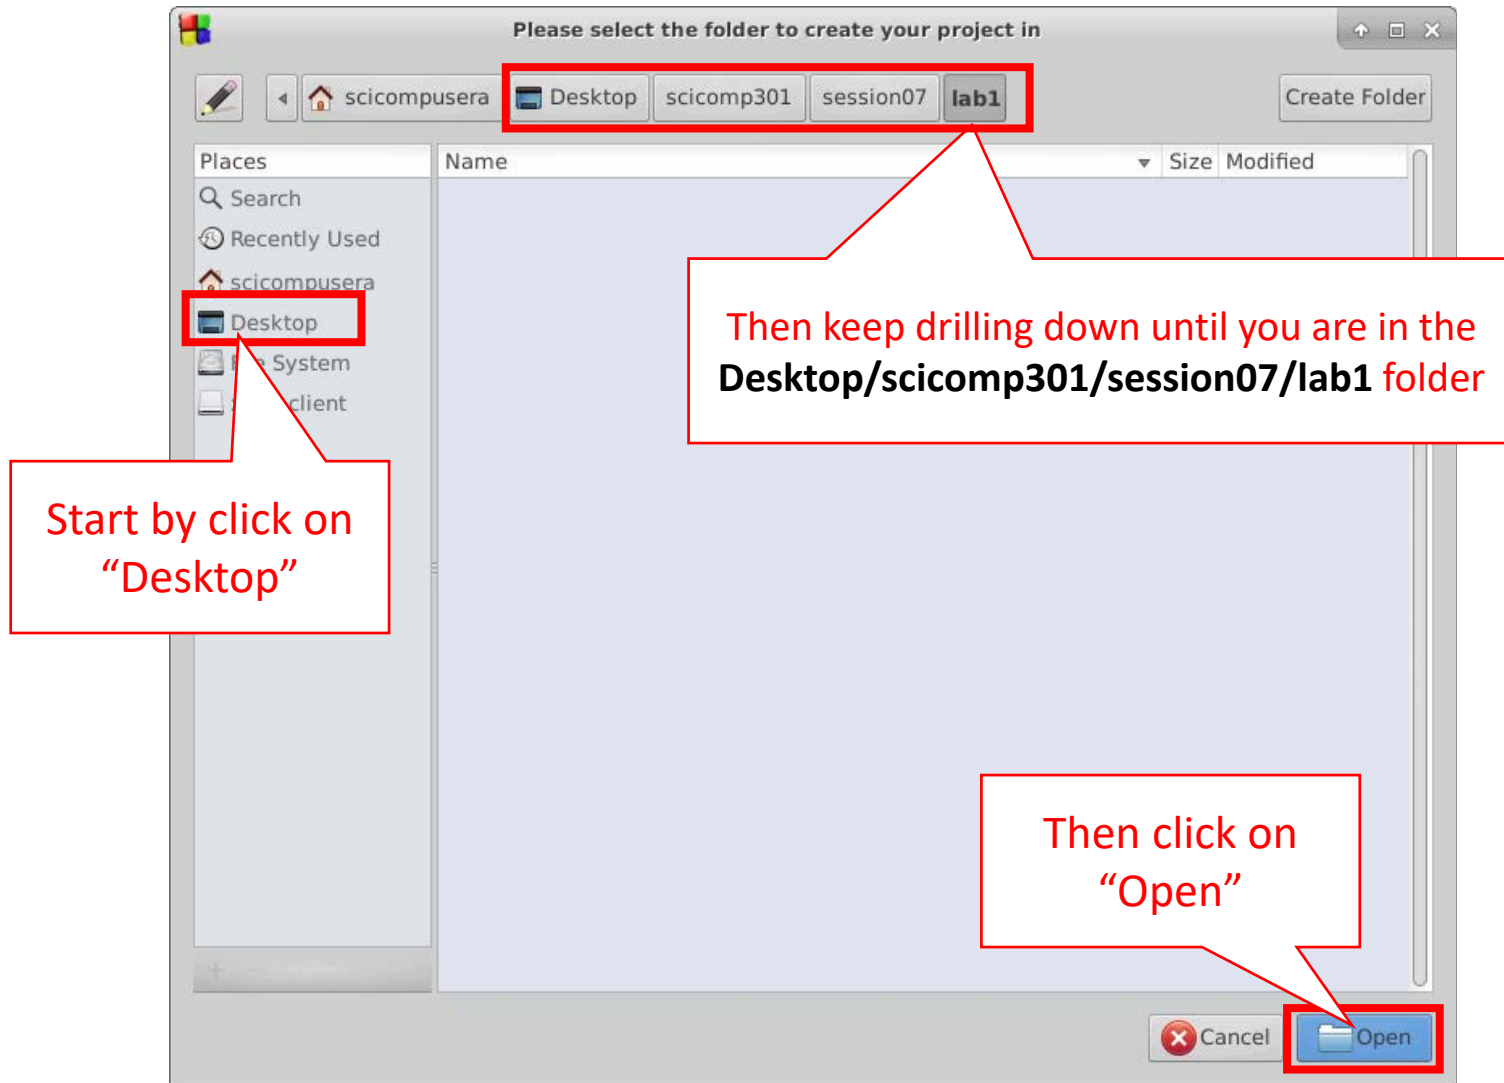 Please select the folder to create your project in
scicompusera Desktop scicomp301 session07 lab1 Create Folder
Places Name Size Modified
Search
Recently Used
scicompusera
Desktop
System
client
Then keep drilling down until you are in the
Desktop/scicomp301/session07/lab1 folder
Start by click on
“Desktop”
Then click on
“Open”
Cancel Open